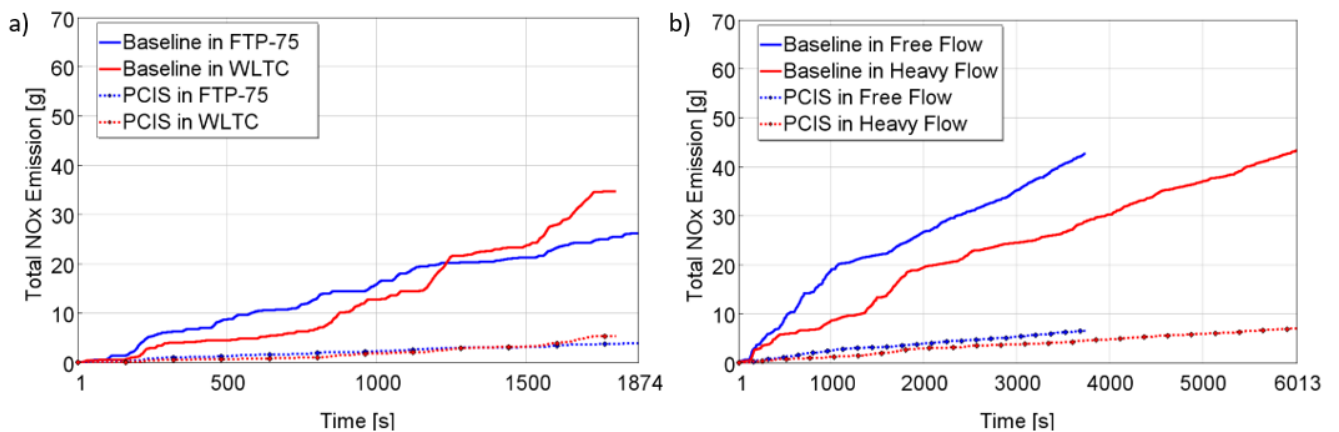 a)
Total NOx Emission [g]
70
60
50
40
30
20
10
0
Baseline in FTP-75
Baseline in WLTC
PCIS in FTP-75
PCIS in WLTC
1
500
1000
1500
1874
Time [s]
b)
Total NOx Emission [g]
70
60
50
40
30
20
10
0
Baseline in Free Flow
Baseline in Heavy Flow
PCIS in Free Flow
PCIS in Heavy Flow
1
1000
2000
3000
4000
5000
6013
Time [s]